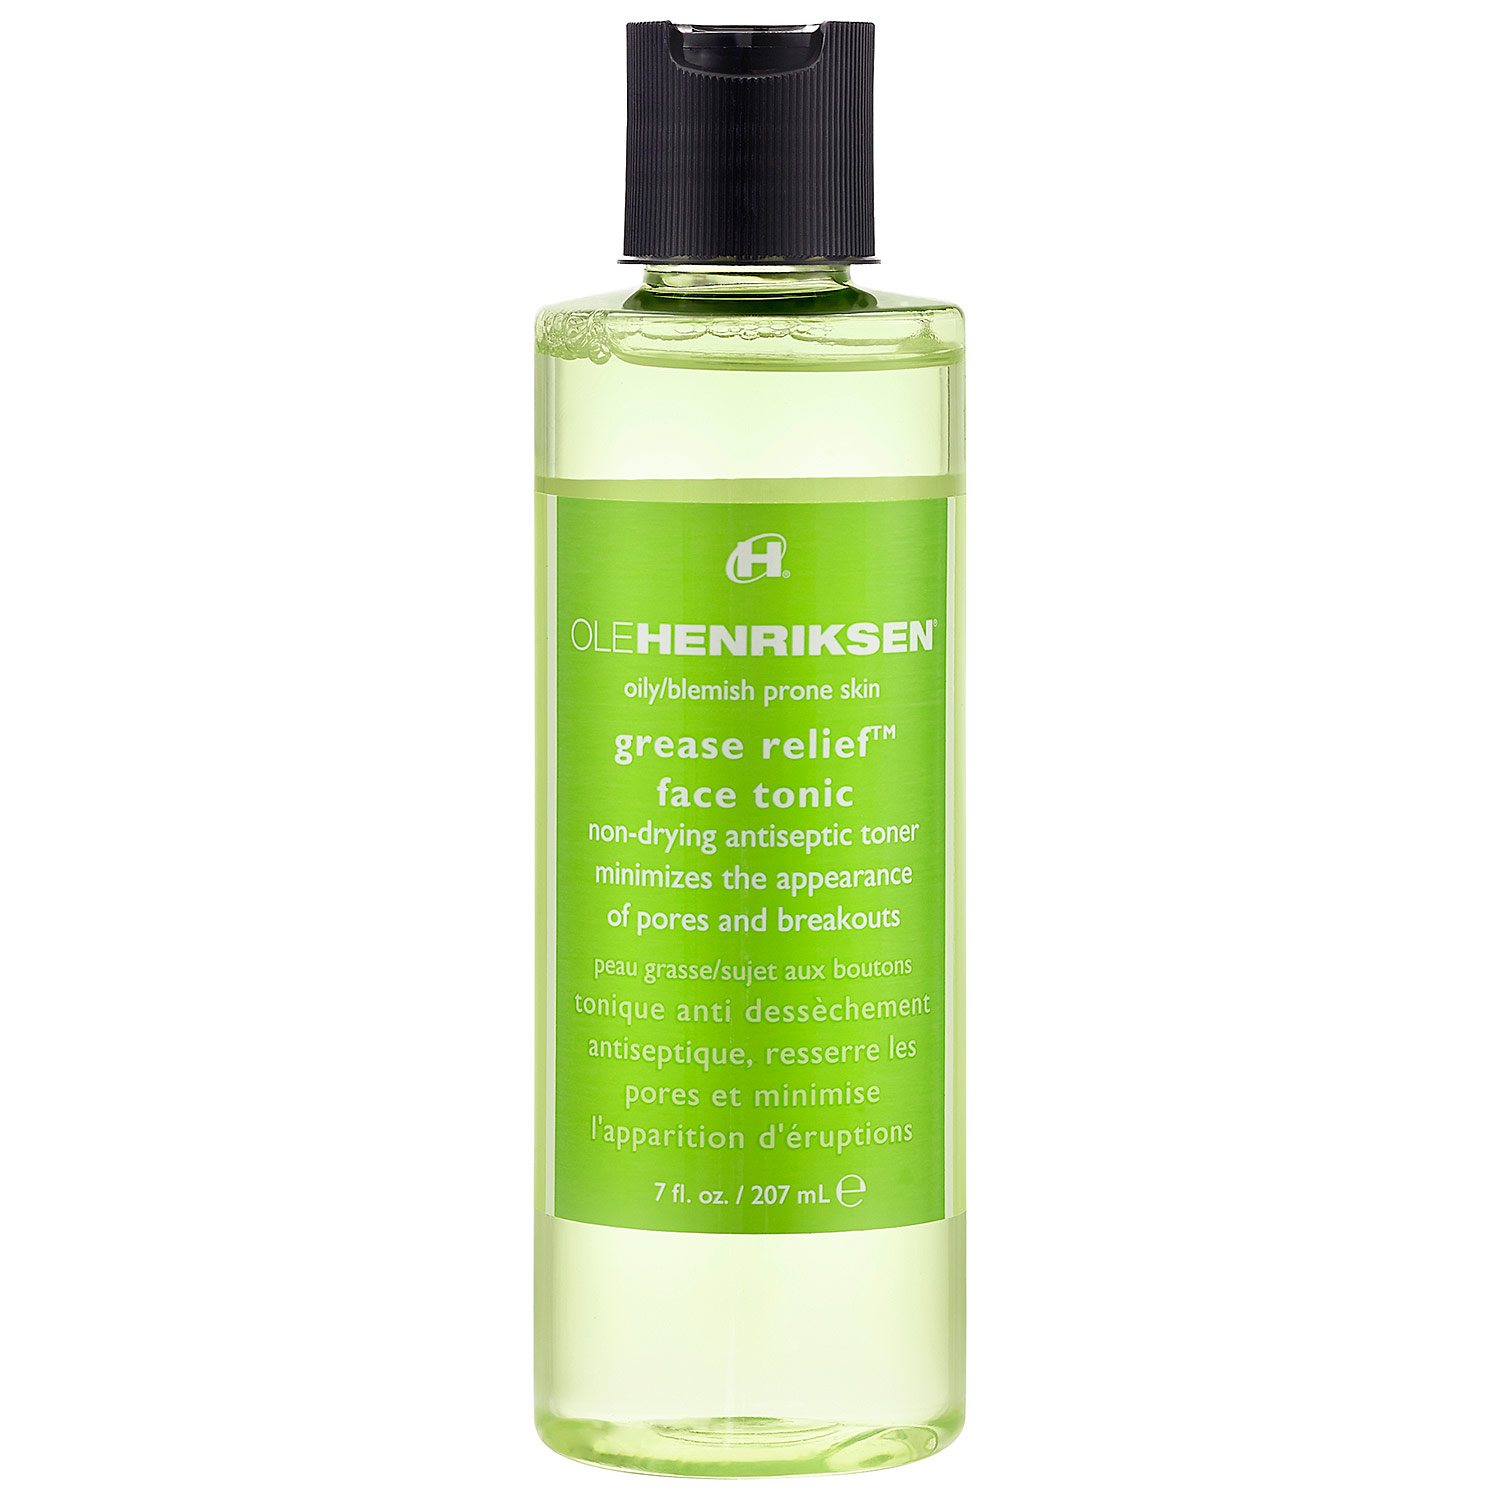 H®
OLEHENRIKSEN®
oily/blemish prone skin
grease relief™
face tonic
non-drying antiseptic toner
minimizes the appearance
of pores and breakouts
peau grasse/sujet aux boutons
tonique anti dessèchement
antiseptique, resserre les
pores et minimise
l'apparition d'éruptions
7 fl. oz. / 207 mL ℮